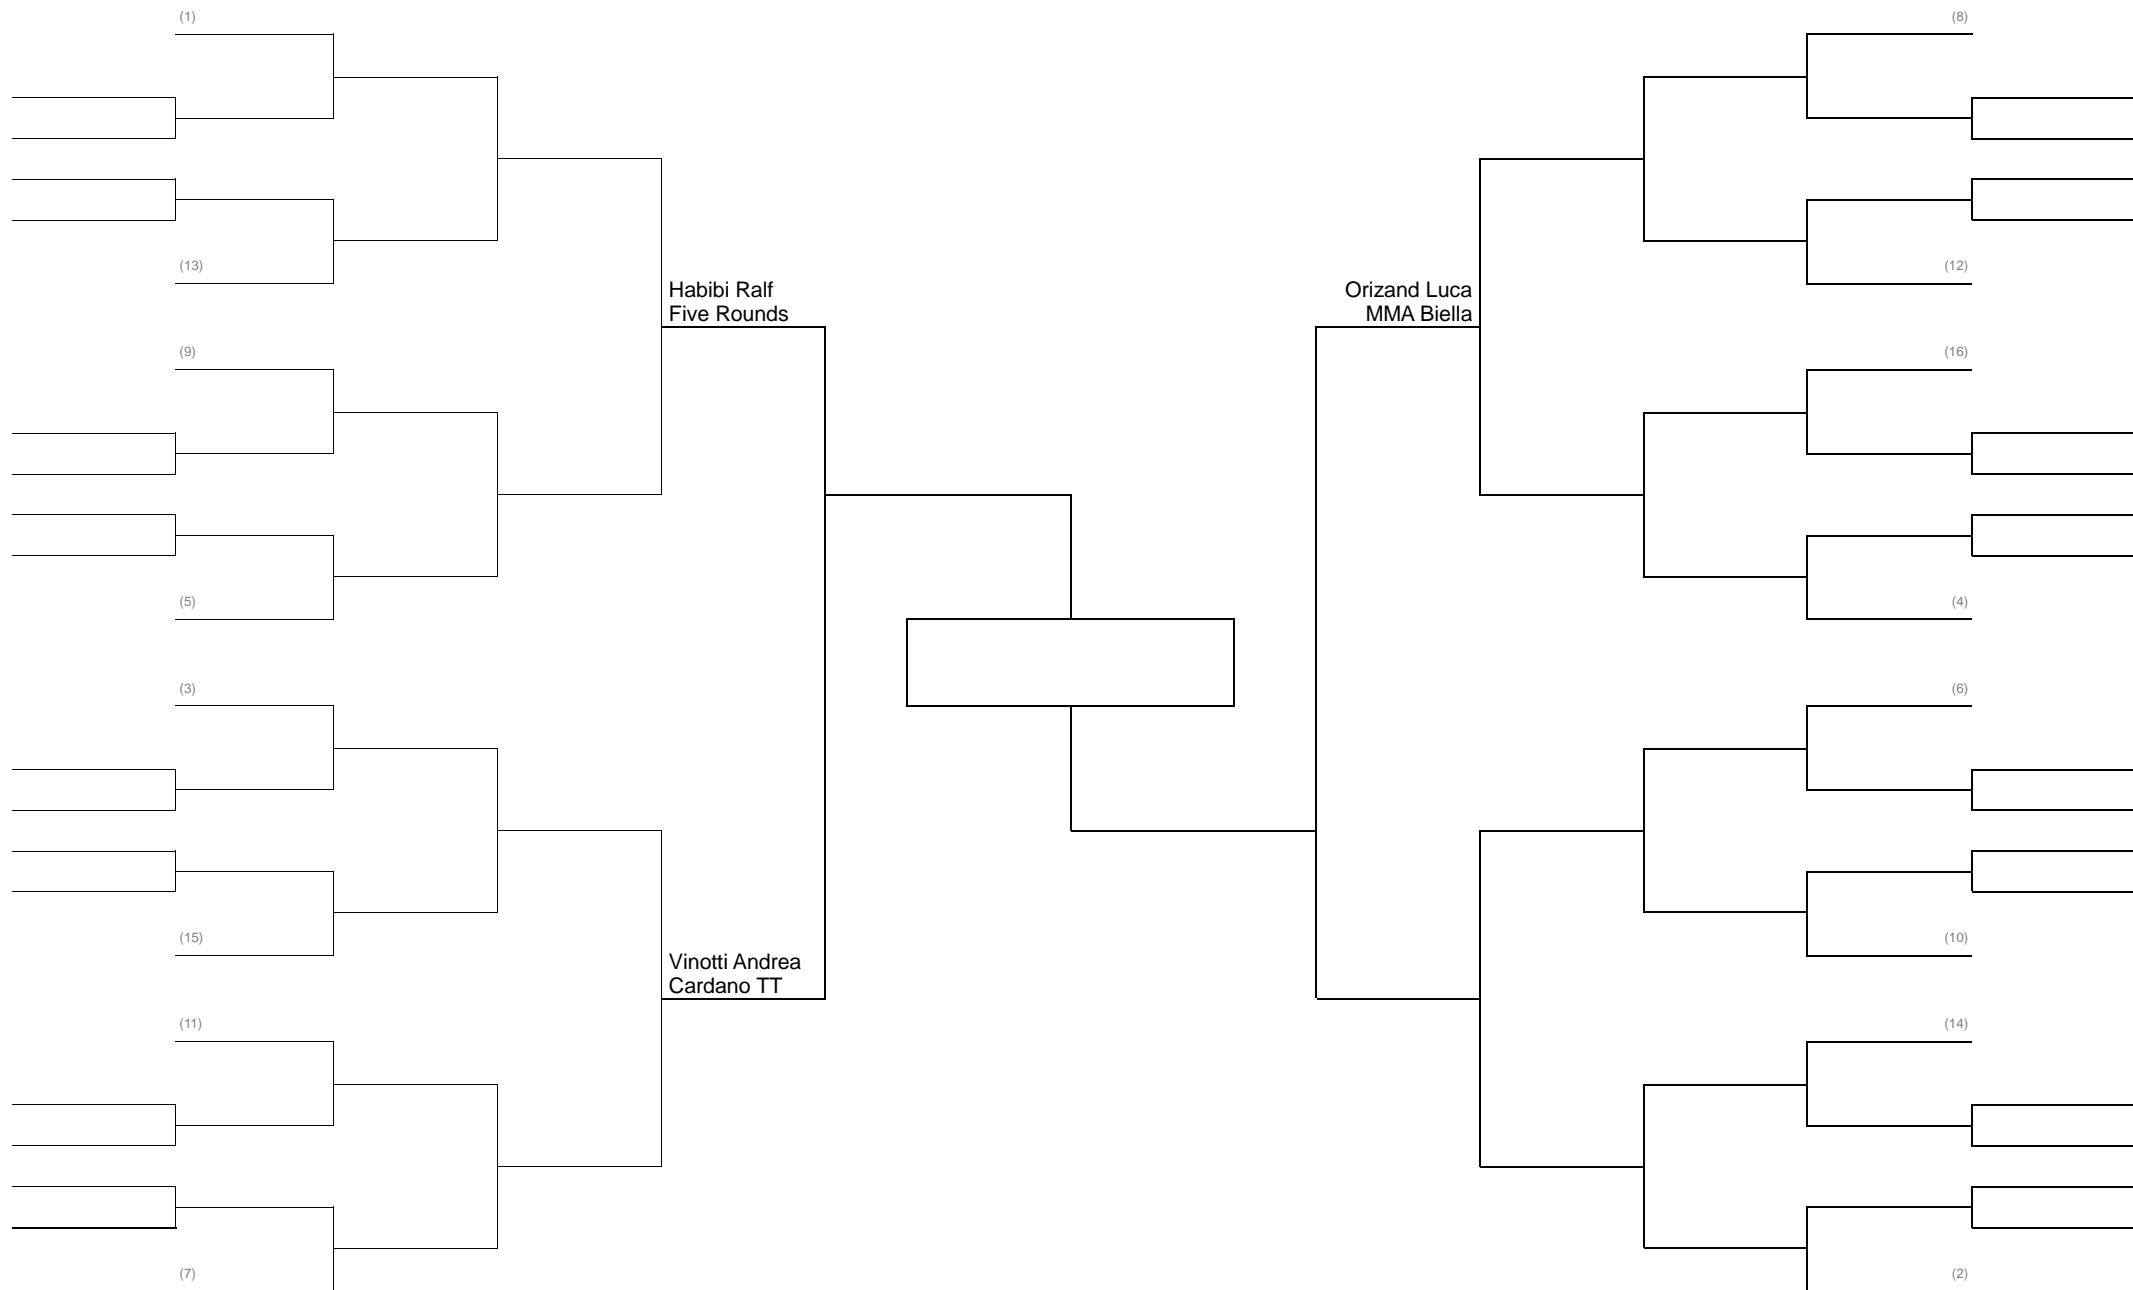 (1)
(8)
(13)
(12)
Habibi Ralf
Five Rounds
Orizand Luca
MMA Biella
(9)
(16)
(5)
(4)
(3)
(6)
(15)
(10)
Vinotti Andrea
Cardano TT
(11)
(14)
(7)
(2)